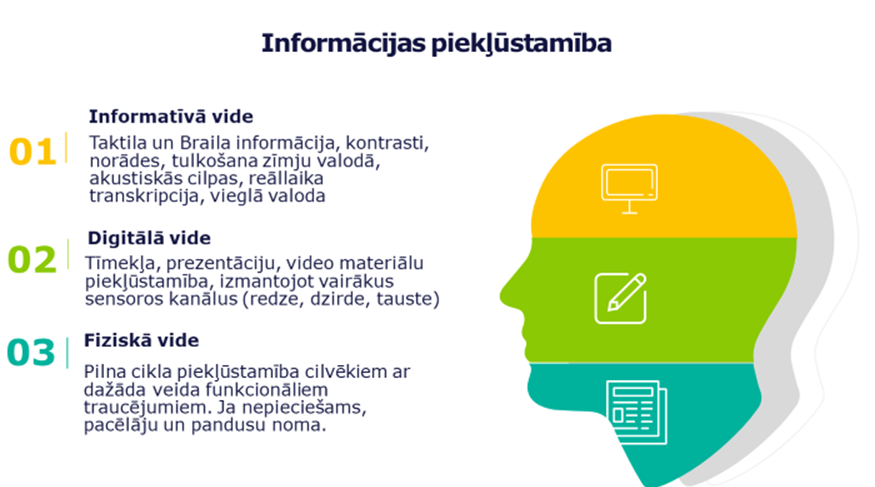 Informācijas piekļūstamība
01
Informatīvā vide
Taktila un Braila informācija, kontrasti,
norādes, tulkošana zīmju valodā,
akustiskās cilpas, reāllaika
transkripcija, vieglā valoda
02
Digitālā vide
Tīmekļa, prezentāciju, video materiālu
piekļūstamība, izmantojot vairākus
sensoros kanālus (redze, dzirde, tauste)
03
Fiziskā vide
Pilna cikla piekļūstamība cilvēkiem ar
dažāda veida funkcionāliem
traucējumiem. Ja nepieciešams,
pacēlāju un pandusu noma.